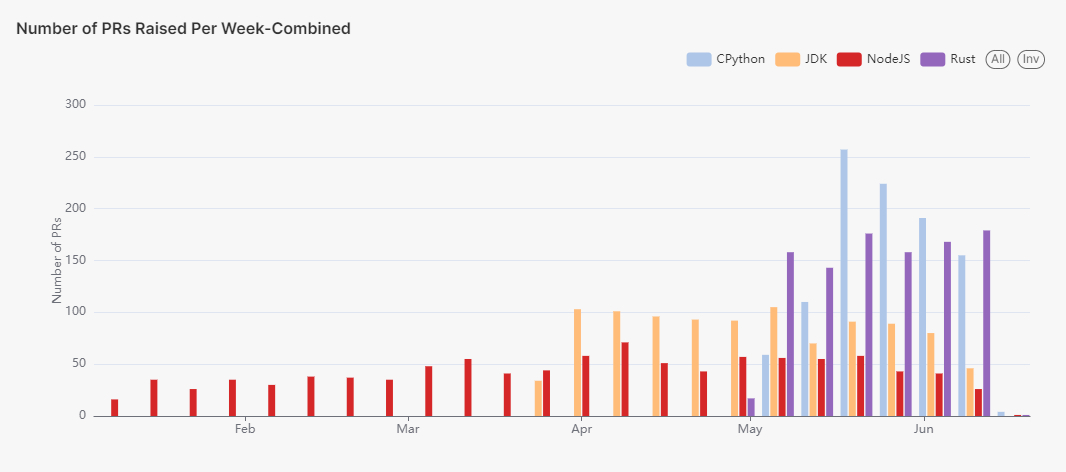 Number of PRs Raised Per Week-Combined
CPython JDK NodeJS Rust All Inv
Number of PRs
300
250
200
150
100
50
0
Feb Mar Apr May Jun